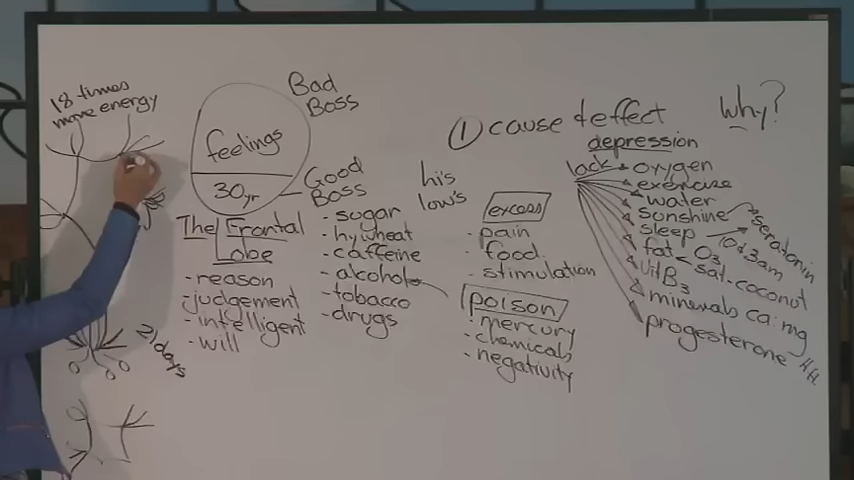 18 times
more energy
21 days
Bad
Boss
feelings
30yr
Good
Boss
The Frontal
Lobe
- reason
- judgement
- intelligent
- will
- sugar
- hy wheat
- caffeine
- alcohol
- tobacco
- drugs
hi's
low's
① cause & effect
Why?
depression
excess
- pain
- food
- stimulation
poison
- mercury
- chemicals
- negativity
lack
oxygen
exercise
water
sunshine
seratonin
sleep
10d3am
fat
O3
sat-coconut
Vit B3
minerals ca:mg
progesterone H.H.